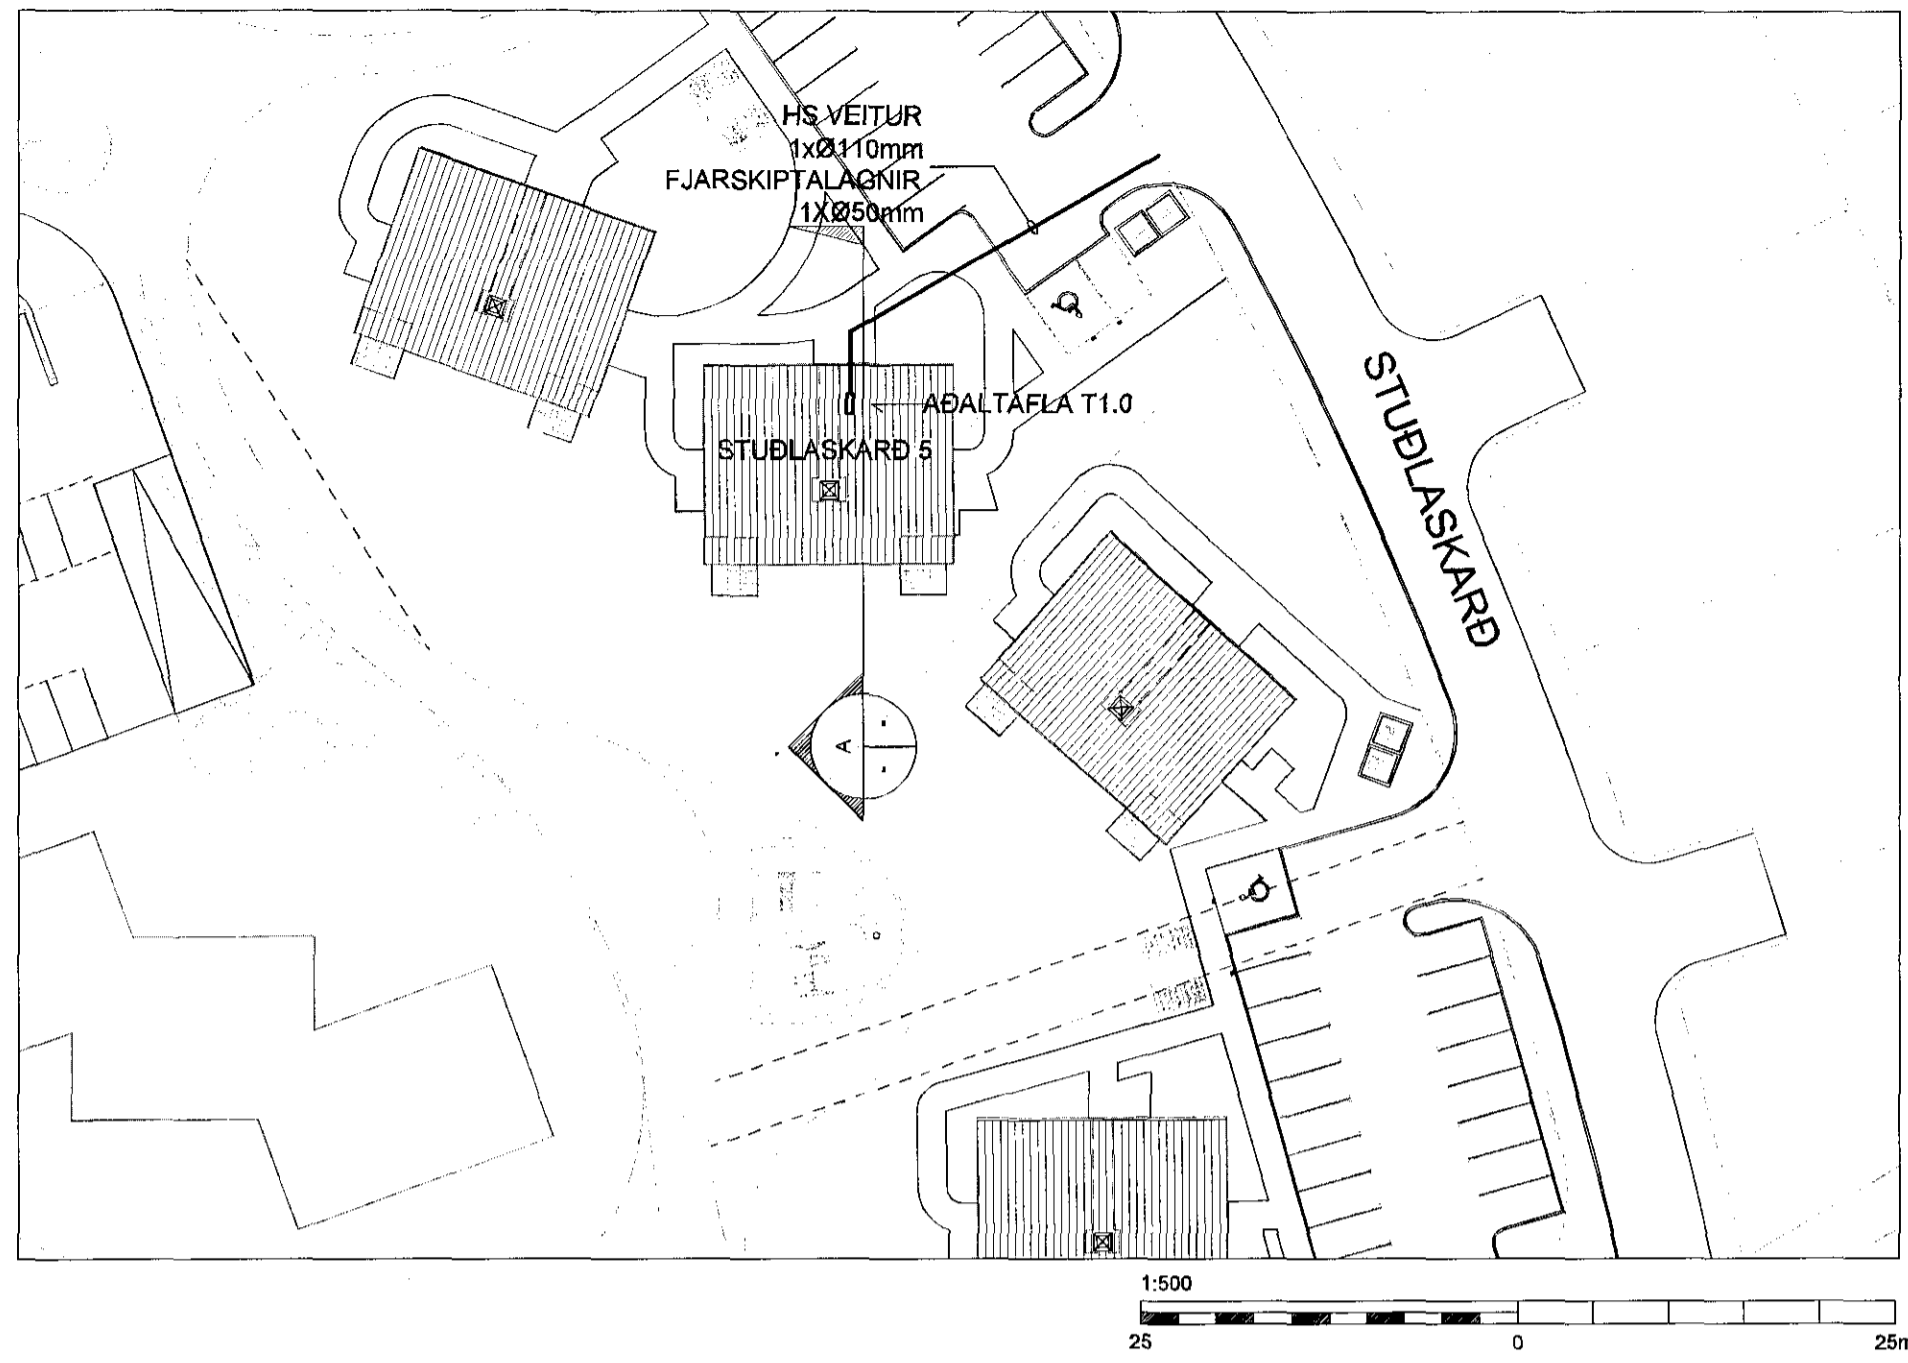 HS VEITUR
1xØ110mm
FJARSKIPTALAGNIR
1XØ50mm
AÐALTAFLA T1.0
STUÐLASKARÐ 5
STUÐLASKARÐ
A
1:500
25 0 25m